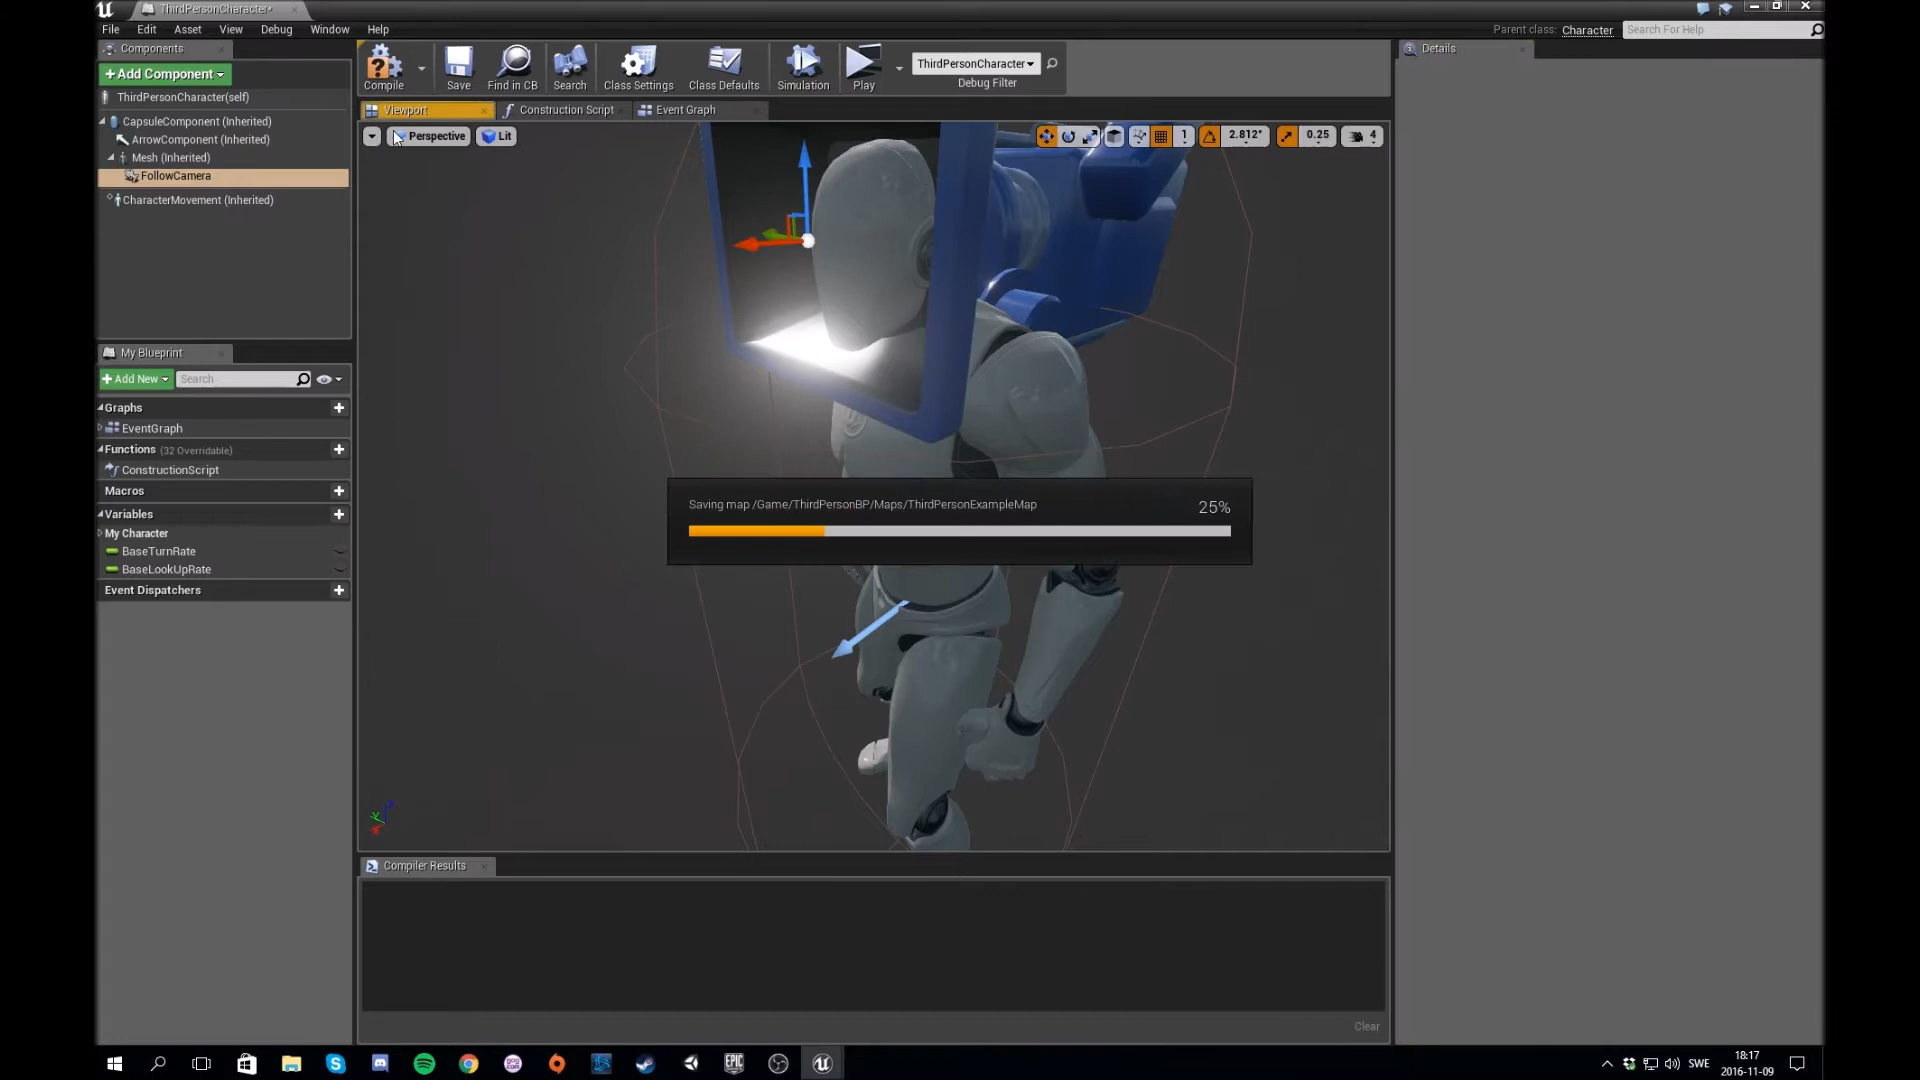 ThirdPersonCharacter*
File Edit Asset View Debug Window Help
Parent class: Character Search For Help
Components
Details
+Add Component
Compile Save Find in CB Search Class Settings Class Defaults Simulation Play ThirdPersonCharacter Debug Filter
ThirdPersonCharacter(self)
Viewport Construction Script Event Graph
CapsuleComponent (Inherited)
ArrowComponent (Inherited)
Mesh (Inherited)
FollowCamera
CharacterMovement (Inherited)
Perspective Lit
1 2.812° 0.25 4
My Blueprint
+Add New Search
Graphs
EventGraph
Functions (32 Overridable)
ConstructionScript
Macros
Variables
My Character
BaseTurnRate
BaseLookUpRate
Event Dispatchers
Saving map /Game/ThirdPersonBP/Maps/ThirdPersonExampleMap 25%
Compiler Results
Clear
SWE
18:17
2016-11-09